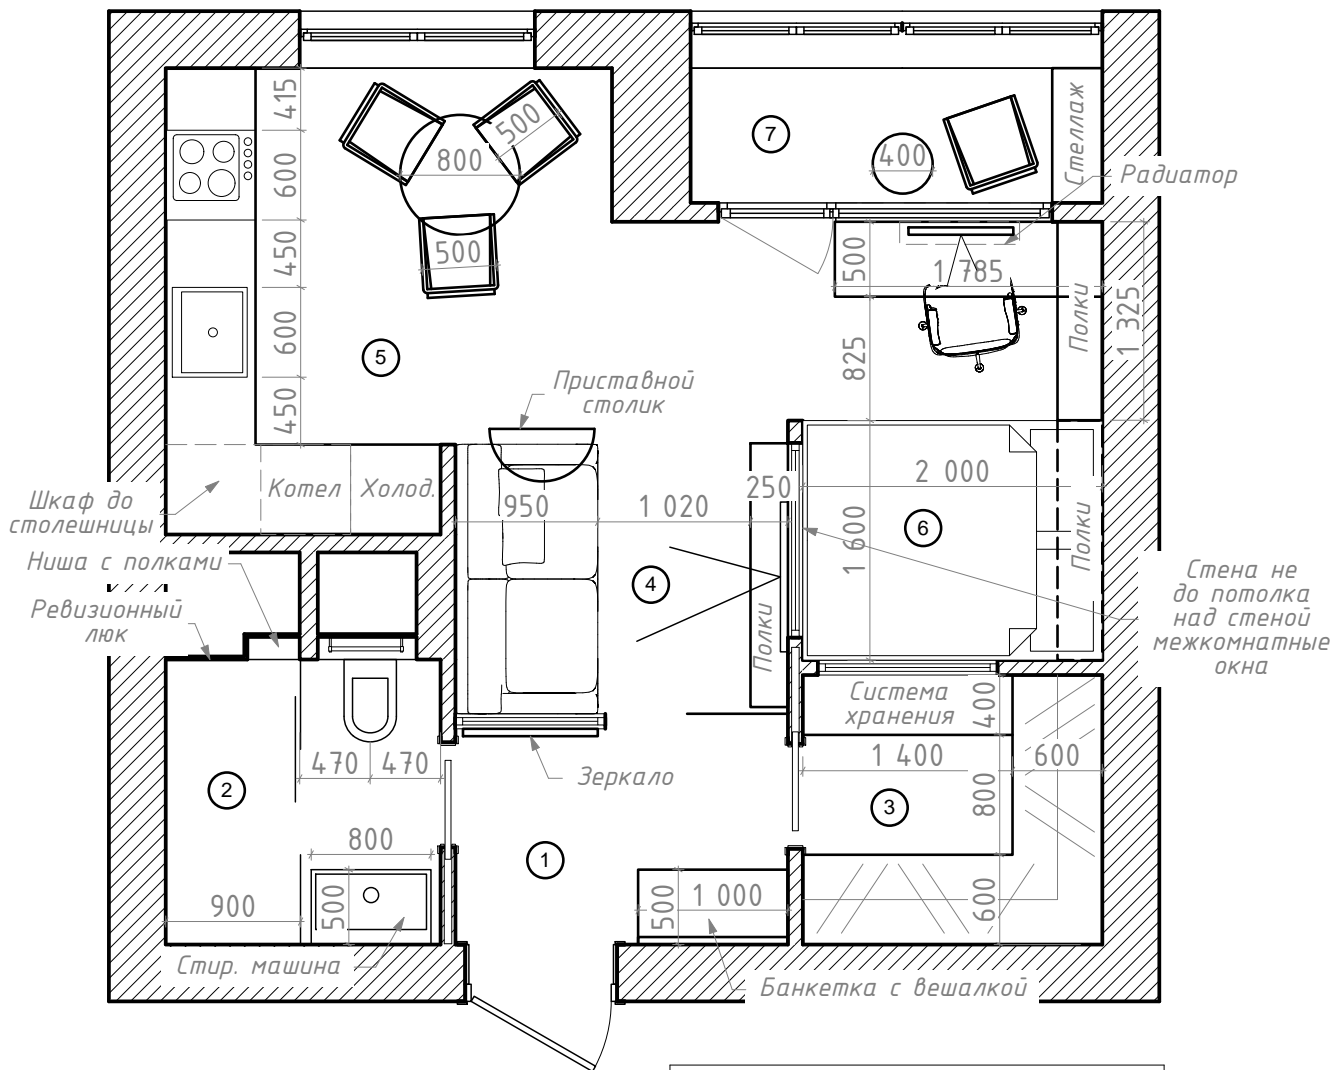 415
600
450
600
450
800
500
500
5
7
400
Стеллаж
Радиатор
500
1 785
825
Полки
1 325
Приставной
столик
Шкаф до
столешницы
Котел
Холод.
950
1 020
250
2 000
1 600
6
Полки
4
Полки
Ниша с полками
Ревизионный
люк
Стена не
до потолка
над стеной
межкомнатные
окна
Система
хранения
400
1 400
600
800
3
600
470
470
2
Зеркало
800
500
900
1
500
1 000
Стир. машина
Банкетка с вешалкой